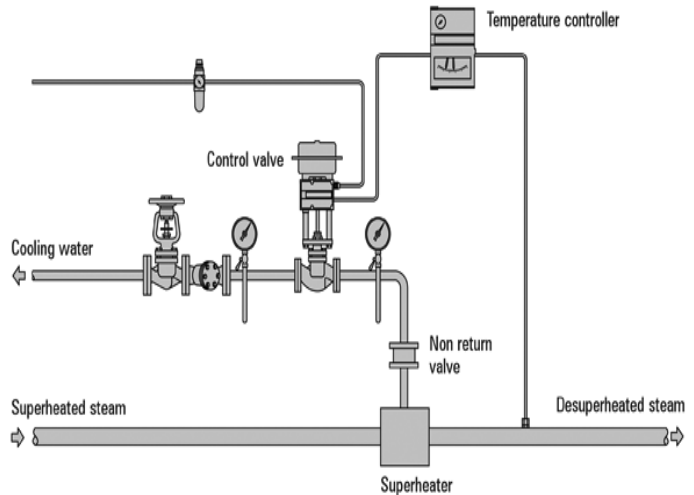 Temperature controller
Control valve
Cooling water
Non return
valve
Superheated steam
Desuperheated steam
Superheater